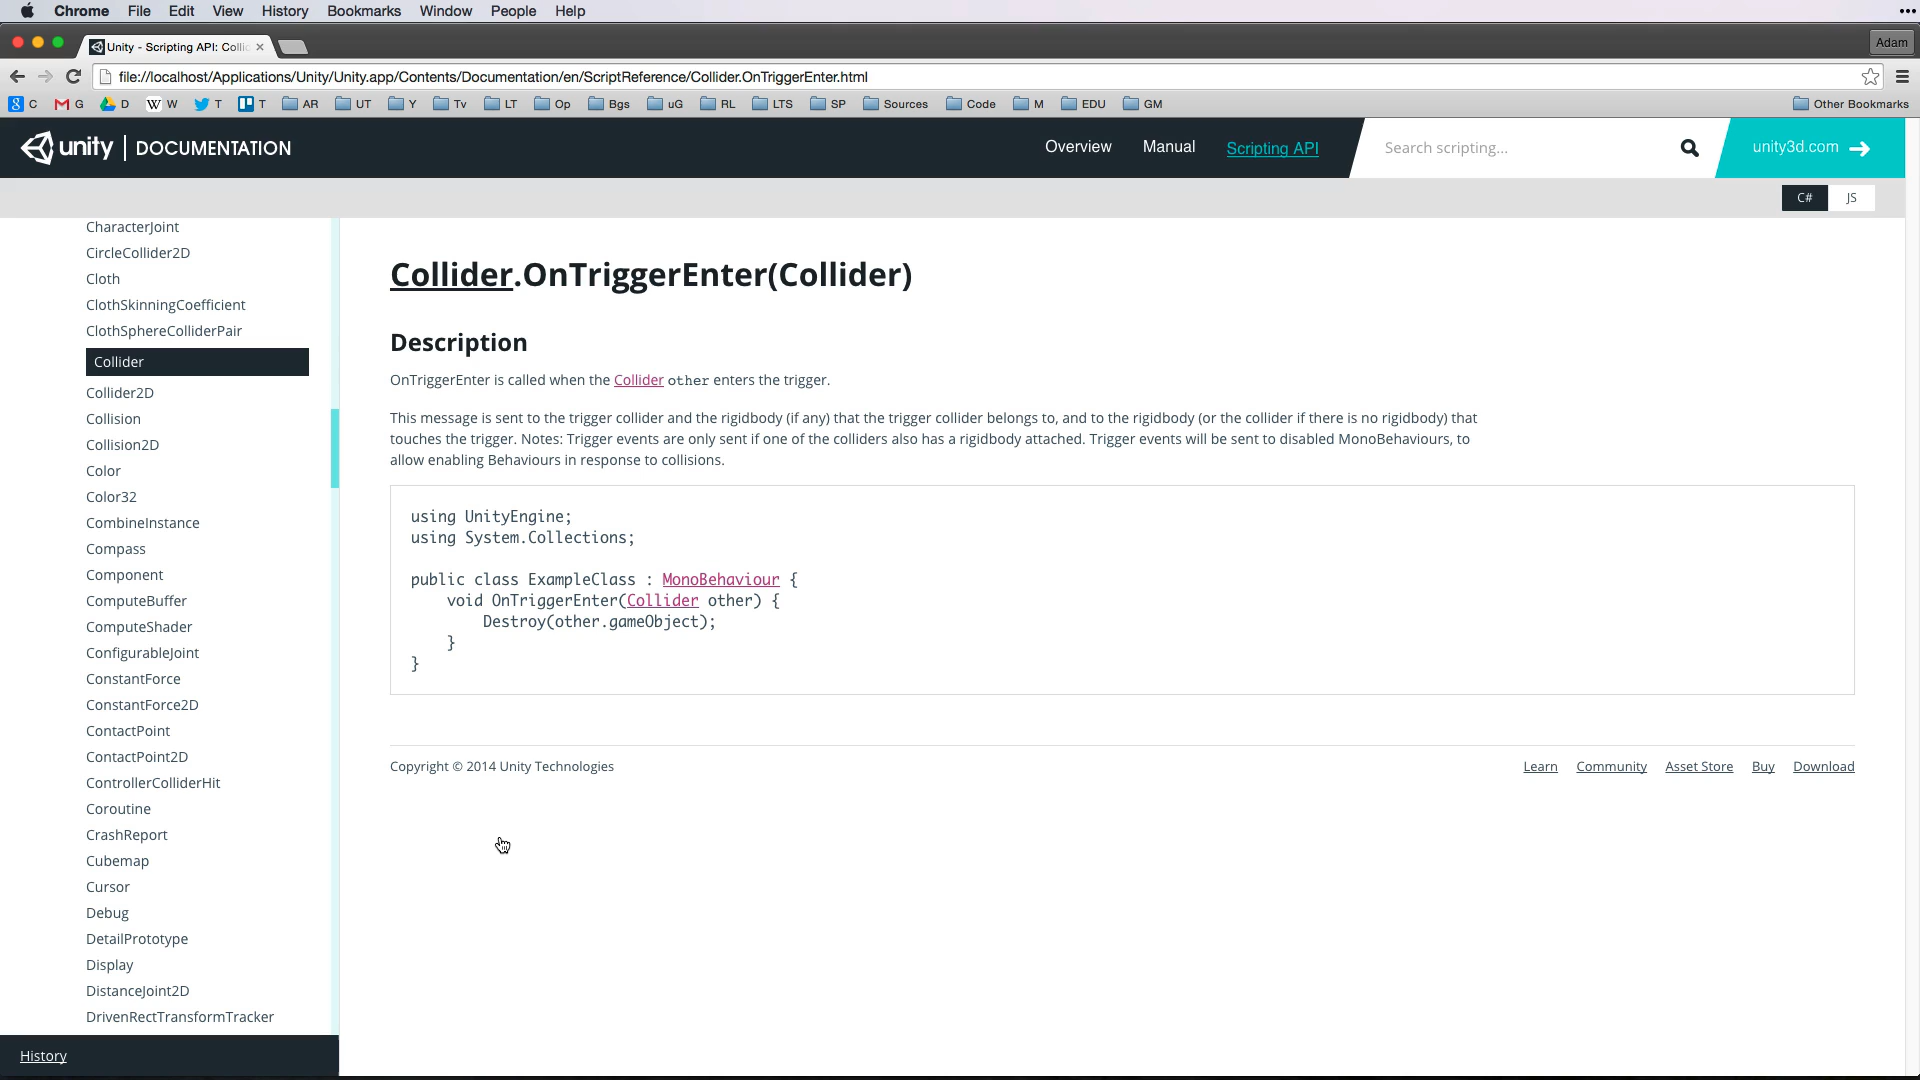 Chrome File Edit View History Bookmarks Window People Help
Unity - Scripting API: Collic
Adam
file://localhost/Applications/Unity/Unity.app/Contents/Documentation/en/ScriptReference/Collider.OnTriggerEnter.html
C G D W T T AR UT Y Tv LT Op Bgs uG RL LTS SP Sources Code M EDU GM Other Bookmarks
unity DOCUMENTATION
Overview Manual Scripting API Search scripting... unity3d.com
C# JS
CharacterJoint
CircleCollider2D
Cloth
ClothSkinningCoefficient
ClothSphereColliderPair
Collider
Collider2D
Collision
Collision2D
Color
Color32
CombineInstance
Compass
Component
ComputeBuffer
ComputeShader
ConfigurableJoint
ConstantForce
ConstantForce2D
ContactPoint
ContactPoint2D
ControllerColliderHit
Coroutine
CrashReport
Cubemap
Cursor
Debug
DetailPrototype
Display
DistanceJoint2D
DrivenRectTransformTracker
History
Collider.OnTriggerEnter(Collider)
Description
OnTriggerEnter is called when the Collider other enters the trigger.
This message is sent to the trigger collider and the rigidbody (if any) that the trigger collider belongs to, and to the rigidbody (or the collider if there is no rigidbody) that
touches the trigger. Notes: Trigger events are only sent if one of the colliders also has a rigidbody attached. Trigger events will be sent to disabled MonoBehaviours, to
allow enabling Behaviours in response to collisions.
using UnityEngine;
using System.Collections;
public class ExampleClass : MonoBehaviour {
void OnTriggerEnter(Collider other) {
Destroy(other.gameObject);
}
}
Copyright © 2014 Unity Technologies
Learn Community Asset Store Buy Download